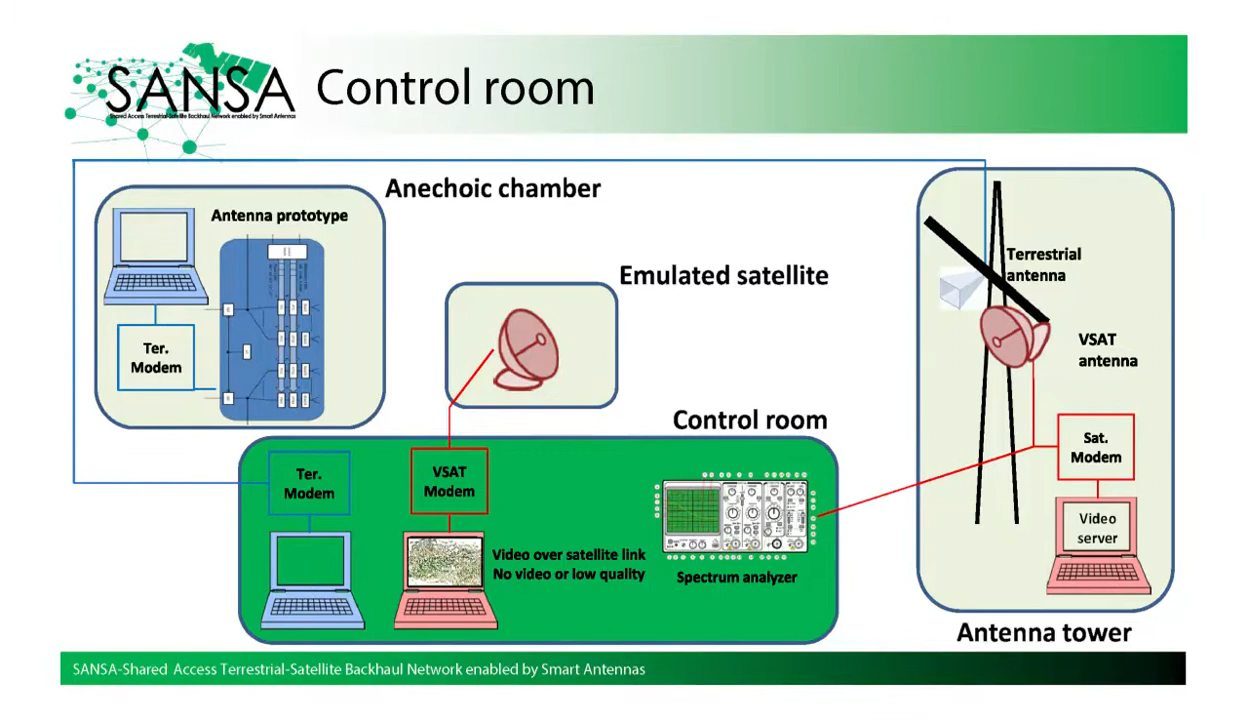 SANSA
Shared Access Terrestrial-Satellite Backhaul Network enabled by Smart Antennas
Control room
Anechoic chamber
Antenna prototype
Ter.
Modem
Emulated satellite
Terrestrial
antenna
VSAT
antenna
Control room
Ter.
Modem
VSAT
Modem
Video over satellite link
No video or low quality
Spectrum analyzer
Sat.
Modem
Video
server
Antenna tower
SANSA-Shared Access Terrestrial-Satellite Backhaul Network enabled by Smart Antennas